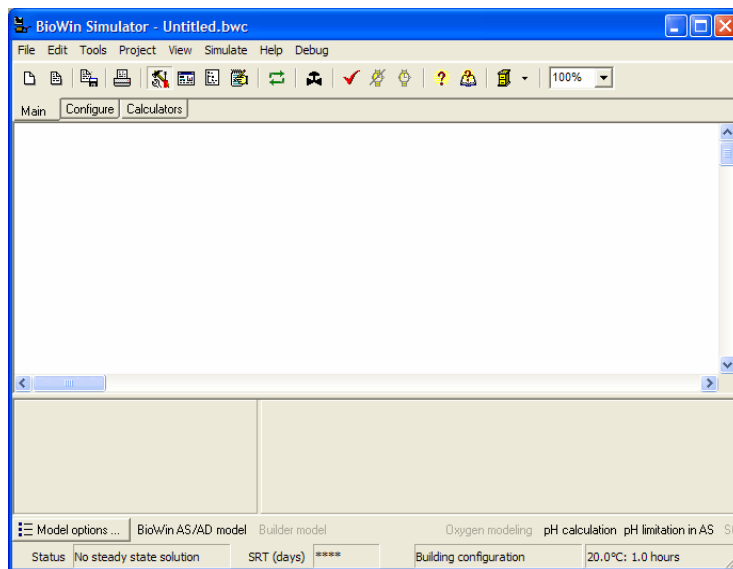 BioWin Simulator - Untitled.bwc
File Edit Tools Project View Simulate Help Debug
? 100%
Main Configure Calculators
Model options ... BioWin AS/AD model Builder model Oxygen modeling pH calculation pH limitation in AS
Status No steady state solution SRT (days) **** Building configuration 20.0°C: 1.0 hours